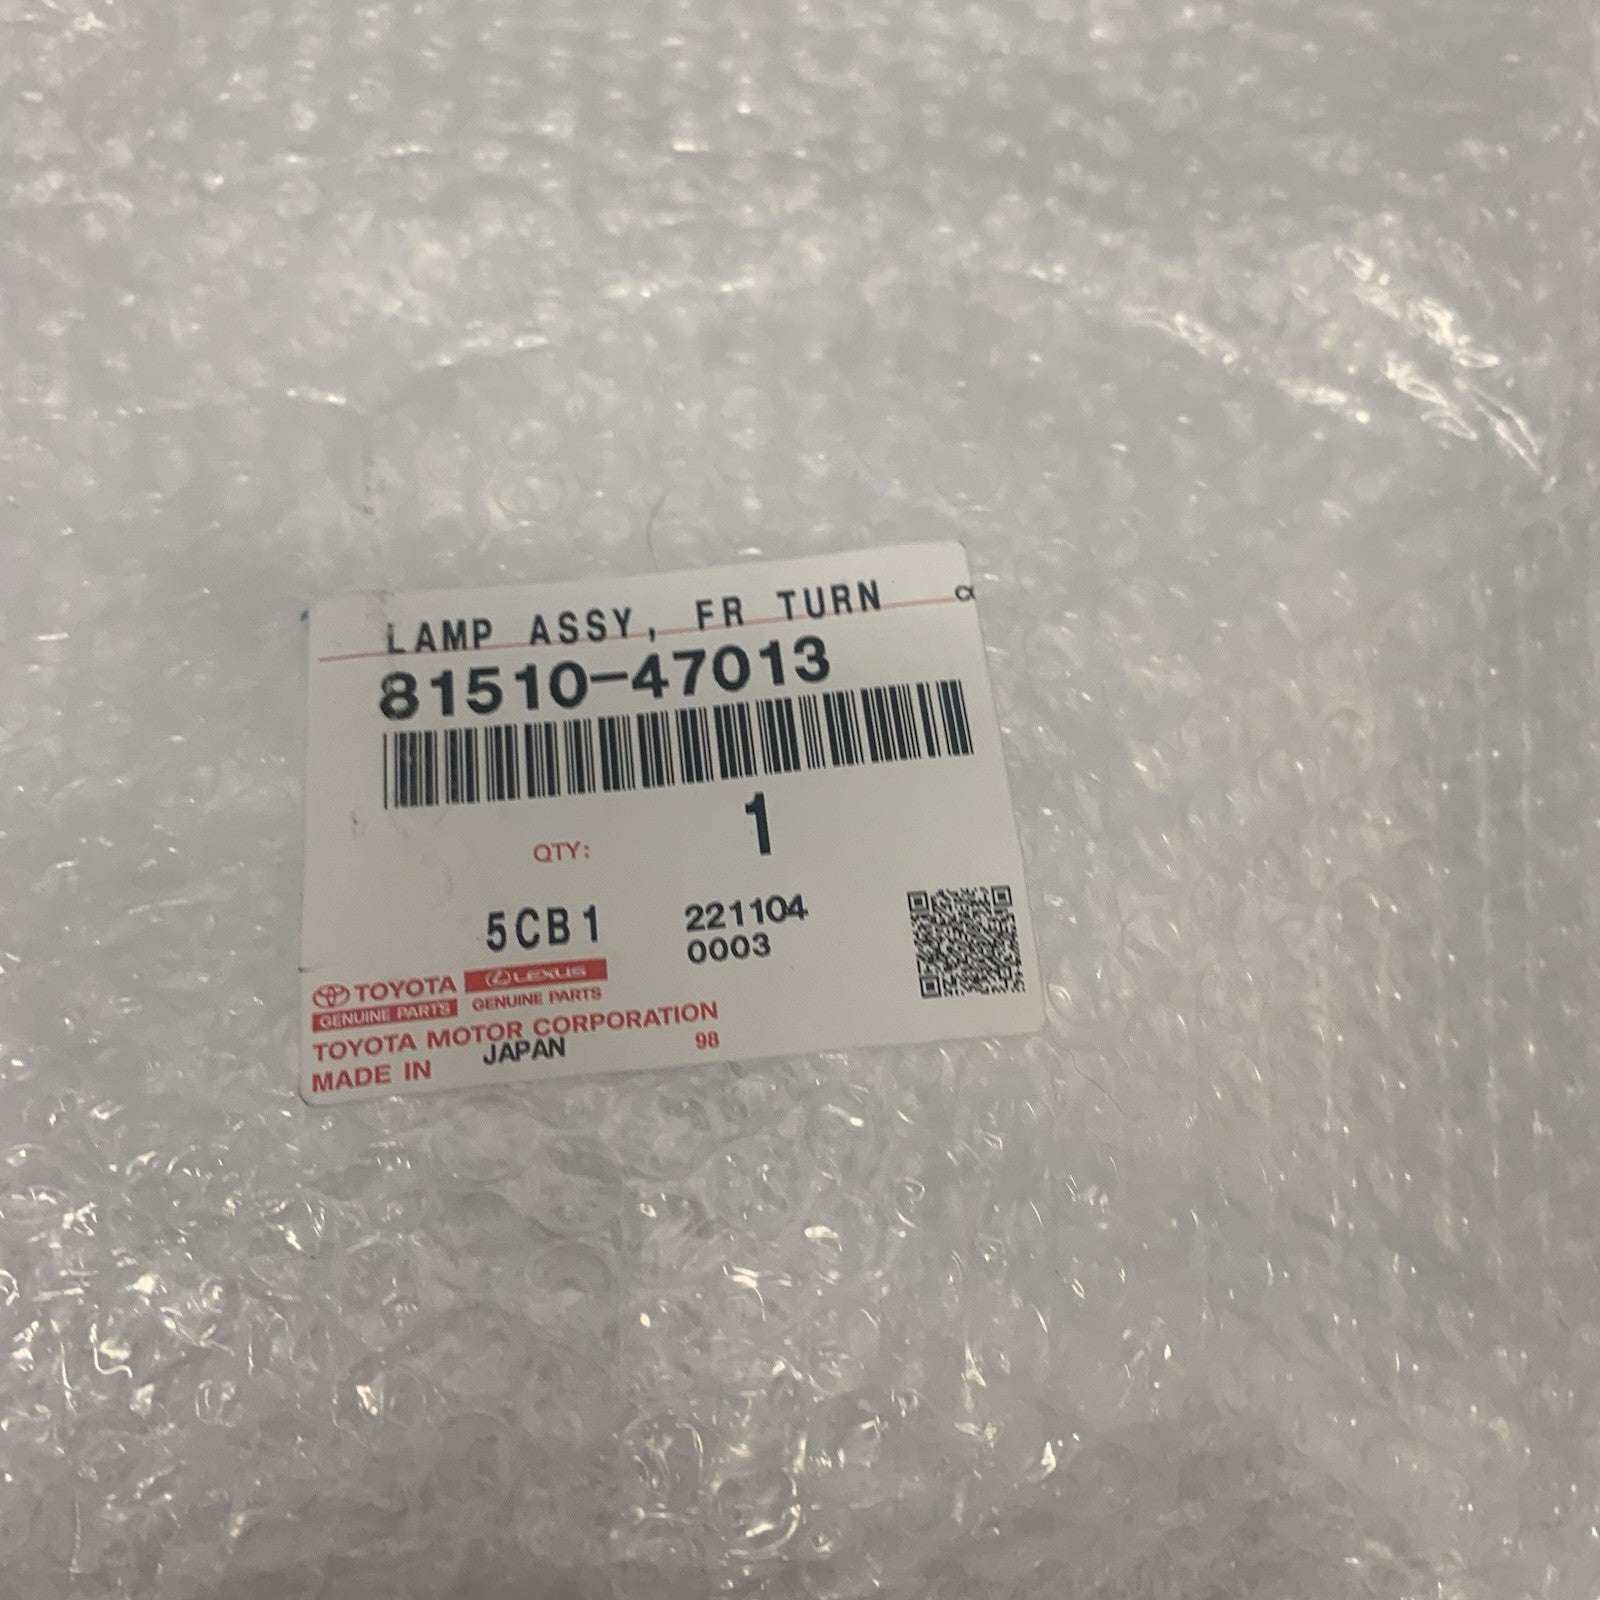 LAMP ASSY, FR TURN
81510-47013
QTY: 1
5CB1 221104
0003
TOYOTA LEXUS
GENUINE PARTS GENUINE PARTS
TOYOTA MOTOR CORPORATION
MADE IN JAPAN 98